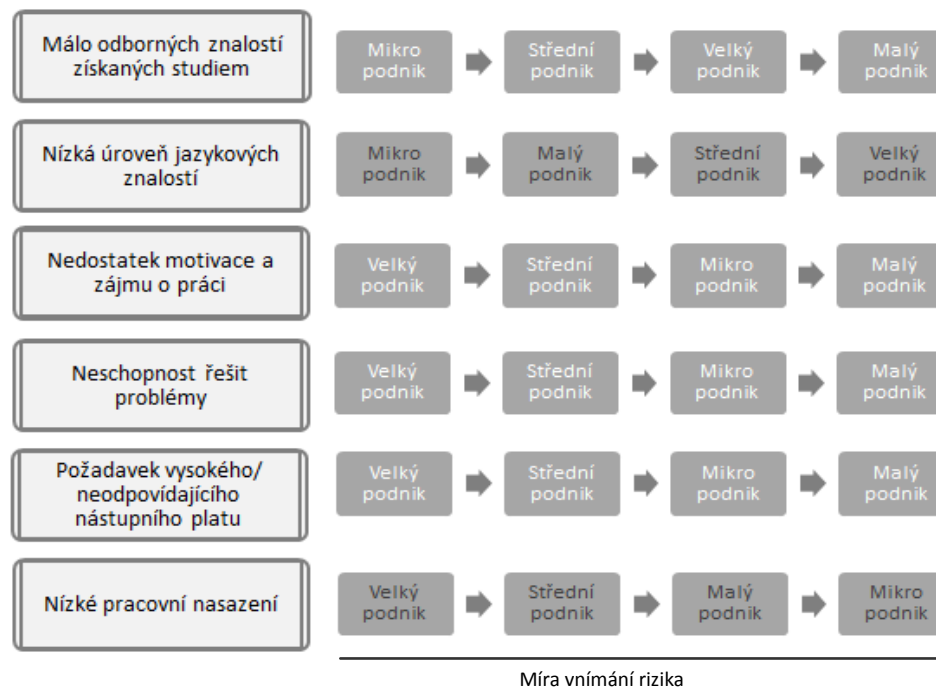 Málo odborných znalostí
získaných studiem
Mikro
podnik
Střední
podnik
Velký
podnik
Malý
podnik
Nízká úroveň jazykových
znalostí
Mikro
podnik
Malý
podnik
Střední
podnik
Velký
podnik
Nedostatek motivace a
zájmu o práci
Velký
podnik
Střední
podnik
Mikro
podnik
Malý
podnik
Neschopnost řešit
problémy
Velký
podnik
Střední
podnik
Mikro
podnik
Malý
podnik
Požadavek vysokého/
neodpovídajícího
nástupního platu
Velký
podnik
Střední
podnik
Mikro
podnik
Malý
podnik
Nízké pracovní nasazení
Velký
podnik
Střední
podnik
Malý
podnik
Mikro
podnik
Míra vnímání rizika